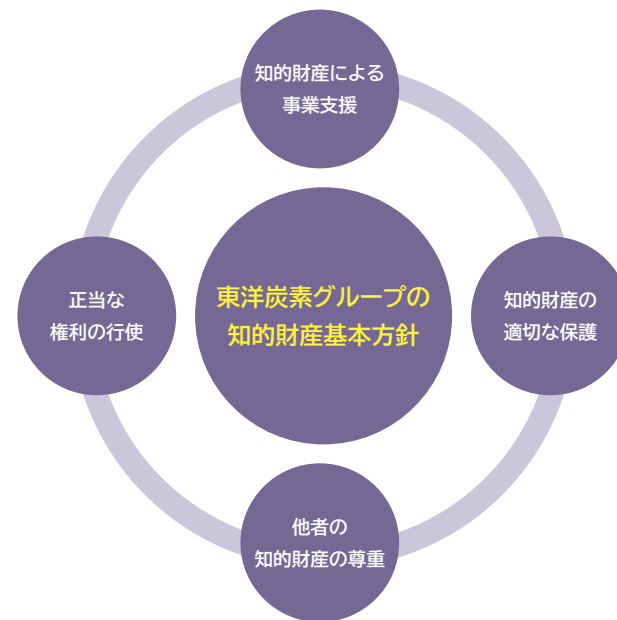 知的財産による
事業支援
正当な
権利の行使
東洋炭素グループの
知的財産基本方針
知的財産の
適切な保護
他者の
知的財産の尊重